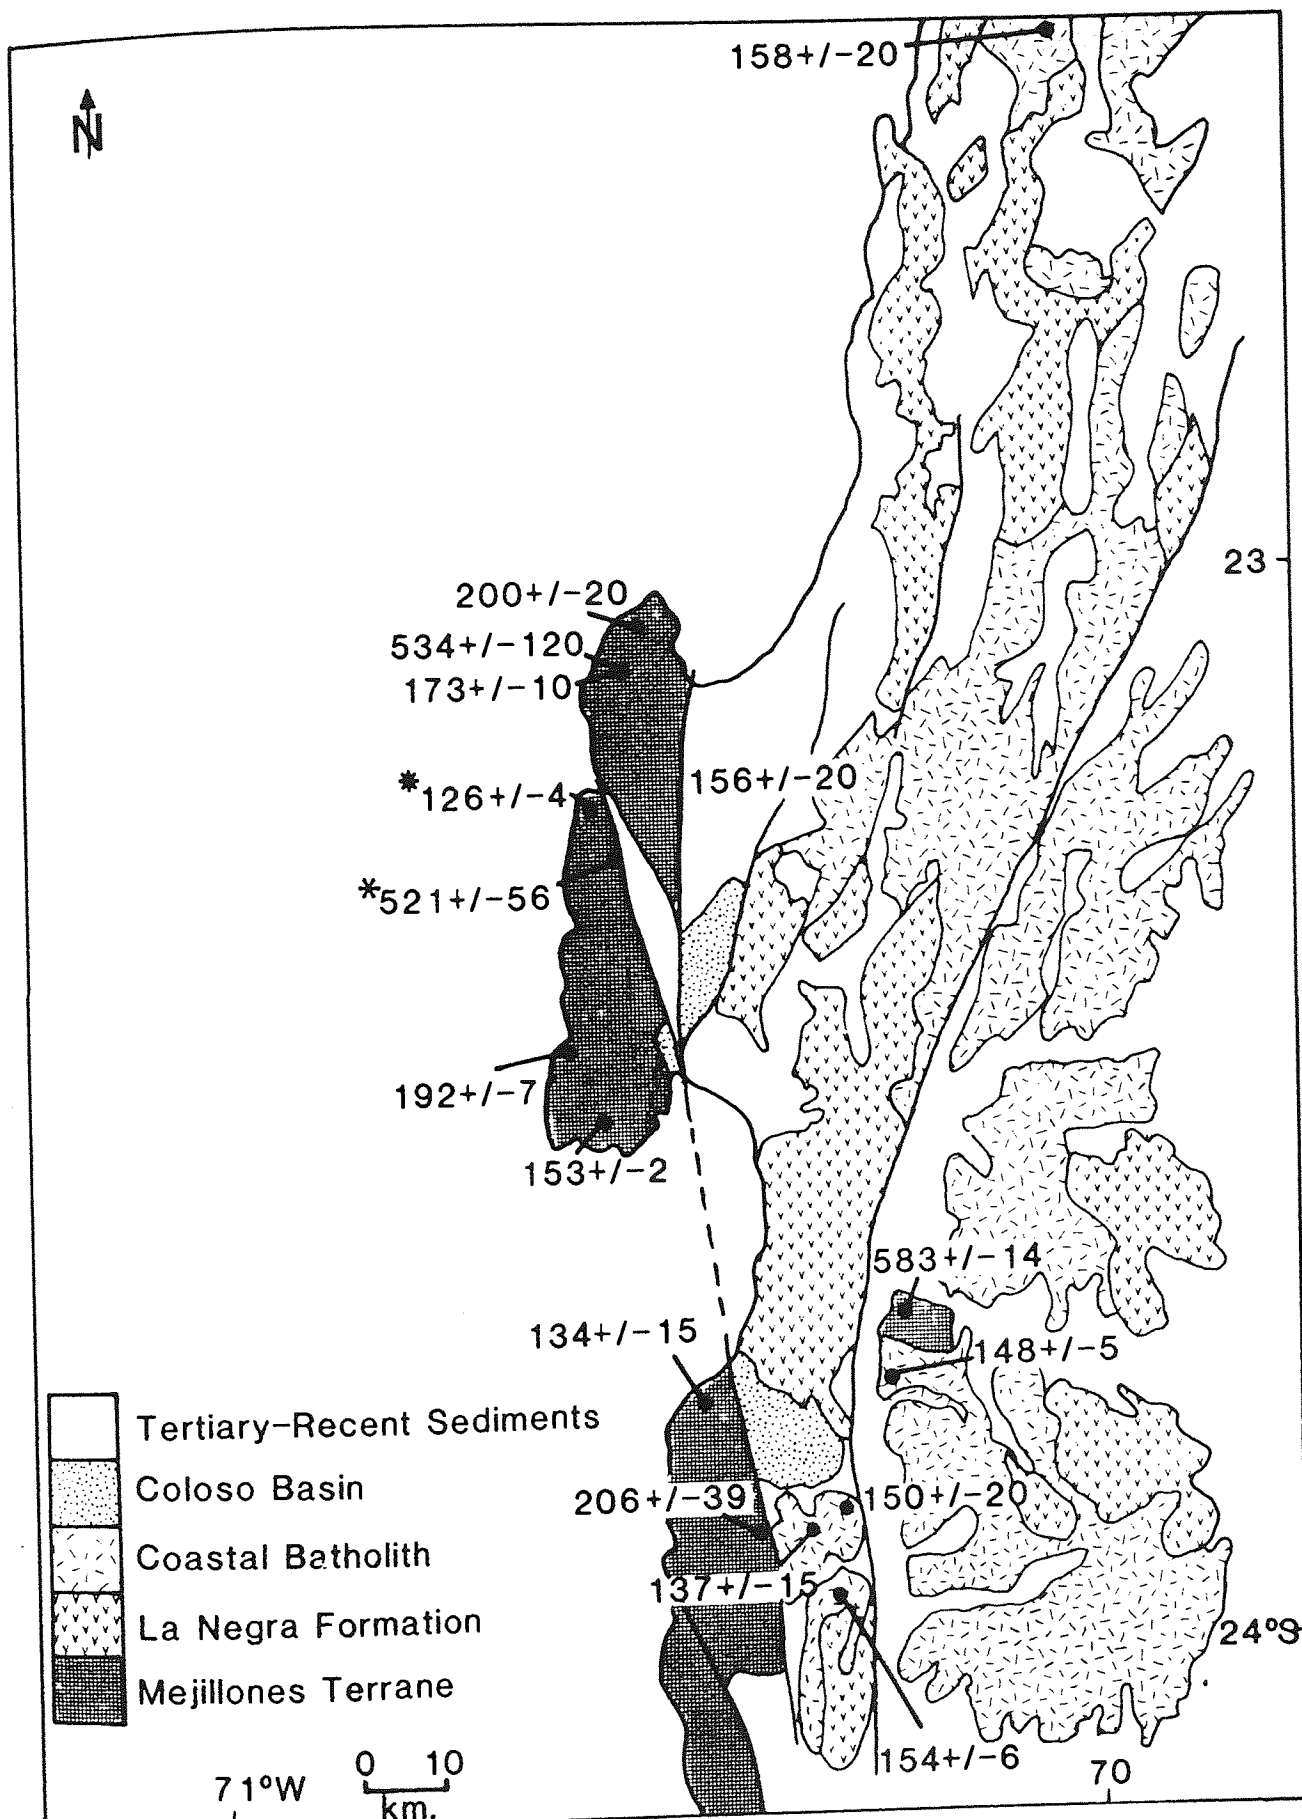 158+/-20
N
23
200+/-20
534+/-120
173+/-10
156+/-20
*126+/-4
*521+/-56
192+/-7
153+/-2
583+/-14
134+/-15
148+/-5
Tertiary-Recent Sediments
Coloso Basin
206+/-39
150+/-20
Coastal Batholith
137+/-15
La Negra Formation
24°S
Mejillones Terrane
154+/-6
0 10
km.
71°W
70